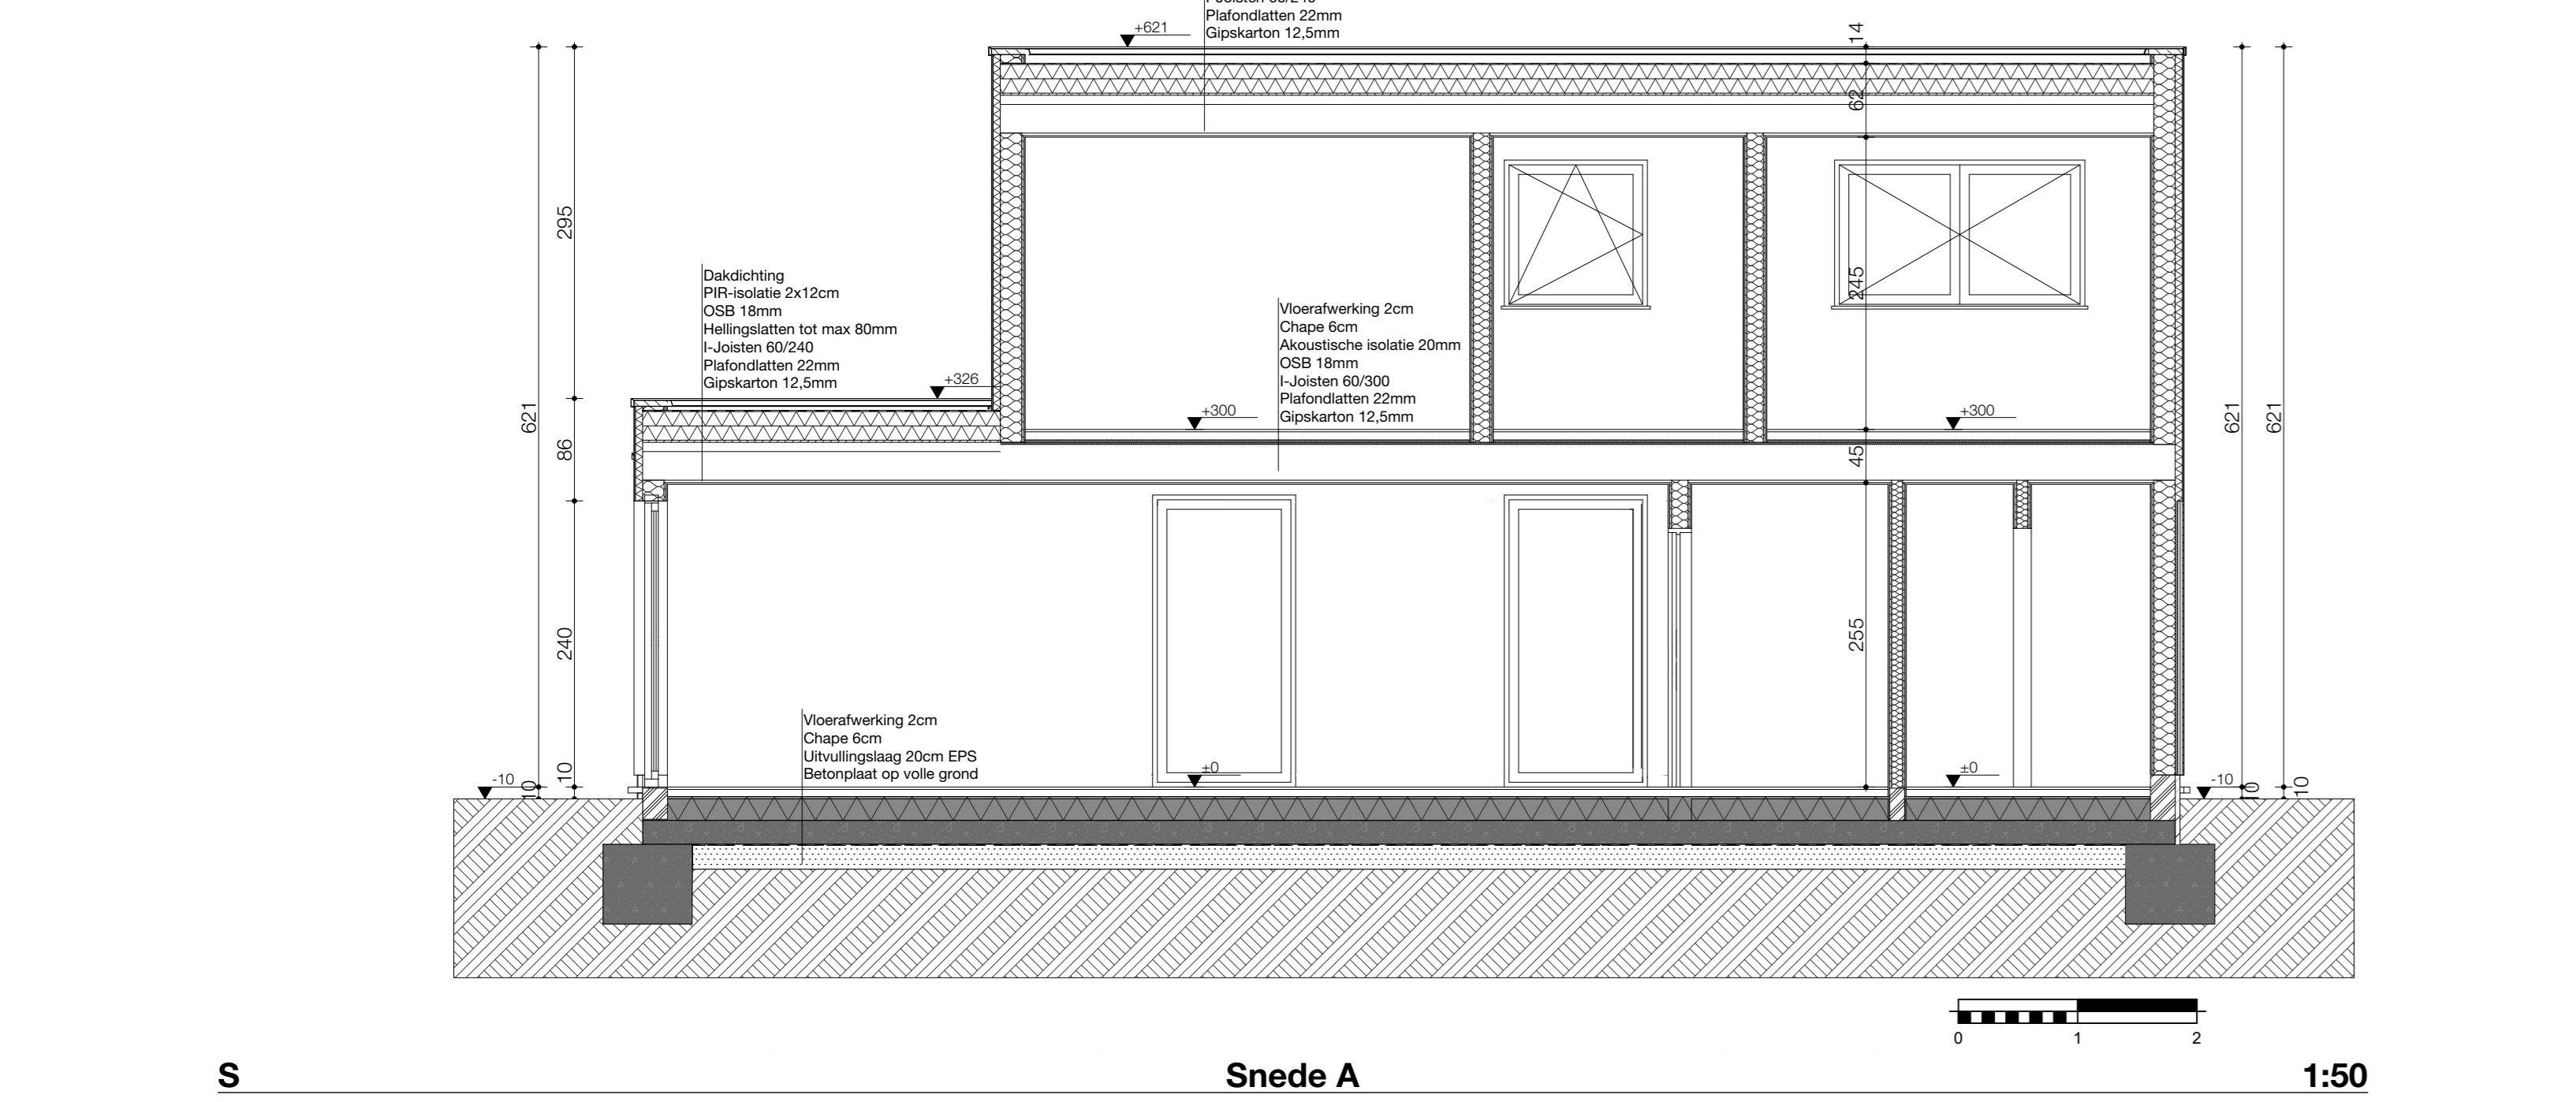 Plafondlatten 22mm
Gipskarton 12,5mm
+621
14
62
295
245
Dakdichting
PIR-isolatie 2x12cm
OSB 18mm
Hellingslatten tot max 80mm
I-Joisten 60/240
Plafondlatten 22mm
Gipskarton 12,5mm
+326
Vloerafwerking 2cm
Chape 6cm
Akoustische isolatie 20mm
OSB 18mm
I-Joisten 60/300
Plafondlatten 22mm
Gipskarton 12,5mm
+300
+300
621
86
45
621
621
240
255
Vloerafwerking 2cm
Chape 6cm
Uitvullingslaag 20cm EPS
Betonplaat op volle grond
±0
±0
-10
10
10
-10
10
10
0
1
2
S
Snede A
1:50